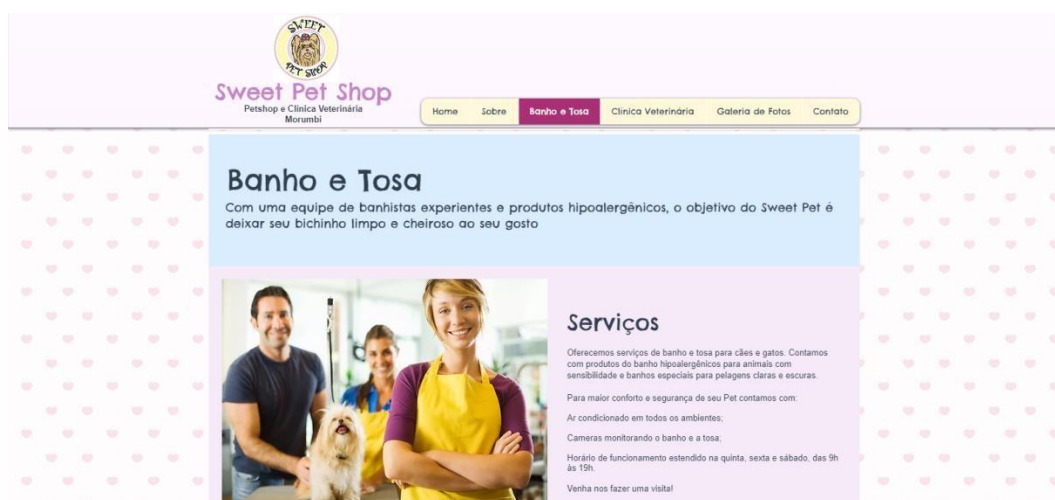 SWEET
PET SHOP
Sweet Pet Shop
Petshop e Clinica Veterinária
Morumbi
Home Sobre Banho e Tosa Clínica Veterinária Galeria de Fotos Contato
Banho e Tosa
Com uma equipe de banhistas experientes e produtos hipoalergênicos, o objetivo do Sweet Pet é
deixar seu bichinho limpo e cheiroso ao seu gosto
Serviços
Oferecemos serviços de banho e tosa para cães e gatos. Contamos
com produtos do banho hipoalergênicos para animais com
sensibilidade e banhos especiais para pelagens claras e escuras.
Para maior conforto e segurança de seu Pet contamos com:
Ar condicionado em todos os ambientes;
Cameras monitorando o banho e a tosa;
Horário de funcionamento estendido na quinta, sexta e sábado, das 9h
às 19h.
Venha nos fazer uma visita!